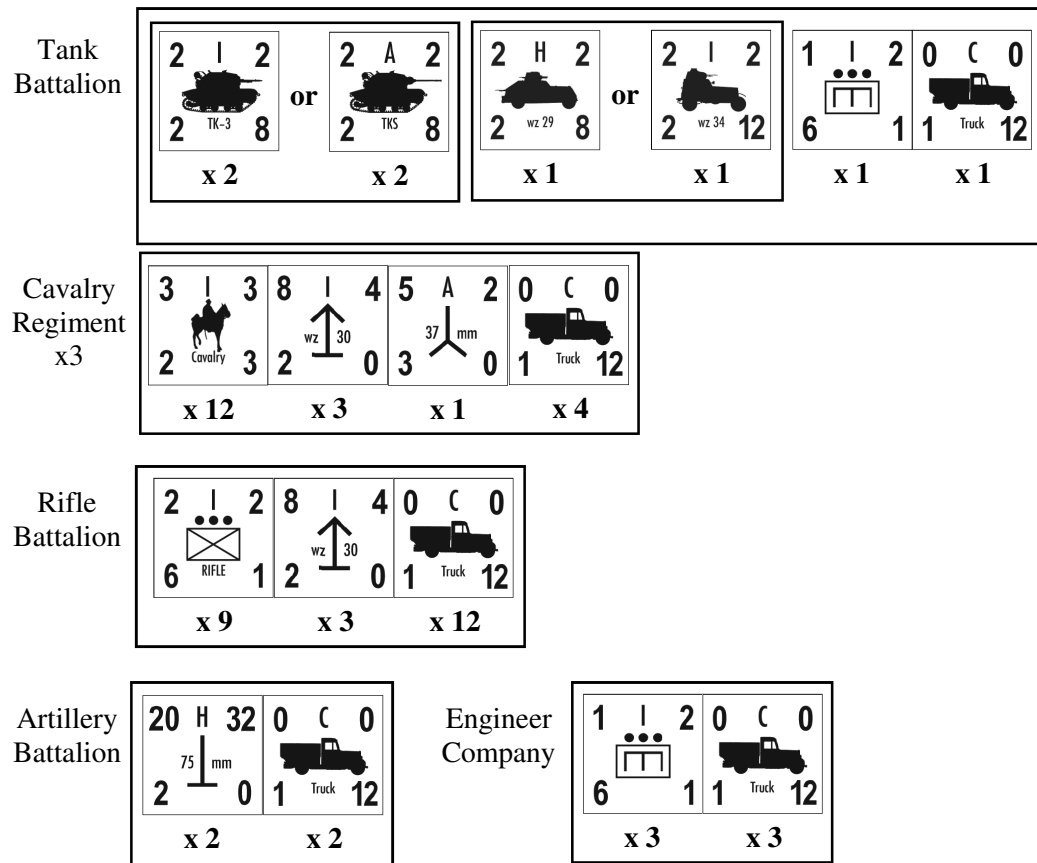 Tank
Battalion
2 I 2
TK-3
2 8
x 2
or
2 A 2
TKS
2 8
x 2
2 H 2
wz 29
2 8
x 1
or
2 I 2
wz 34
2 12
x 1
1 I 2
6 1
x 1
0 C 0
Truck
1 12
x 1
Cavalry
Regiment
x3
3 I 3
Cavalry
2 3
x 12
8 I 4
wz 30
2 0
x 3
5 A 2
37 mm
3 0
x 1
0 C 0
Truck
1 12
x 4
Rifle
Battalion
2 I 2
RIFLE
6 1
x 9
8 I 4
wz 30
2 0
x 3
0 C 0
Truck
1 12
x 12
Artillery
Battalion
20 H 32
75 mm
2 0
x 2
0 C 0
Truck
1 12
x 2
Engineer
Company
1 I 2
6 1
x 3
0 C 0
Truck
1 12
x 3